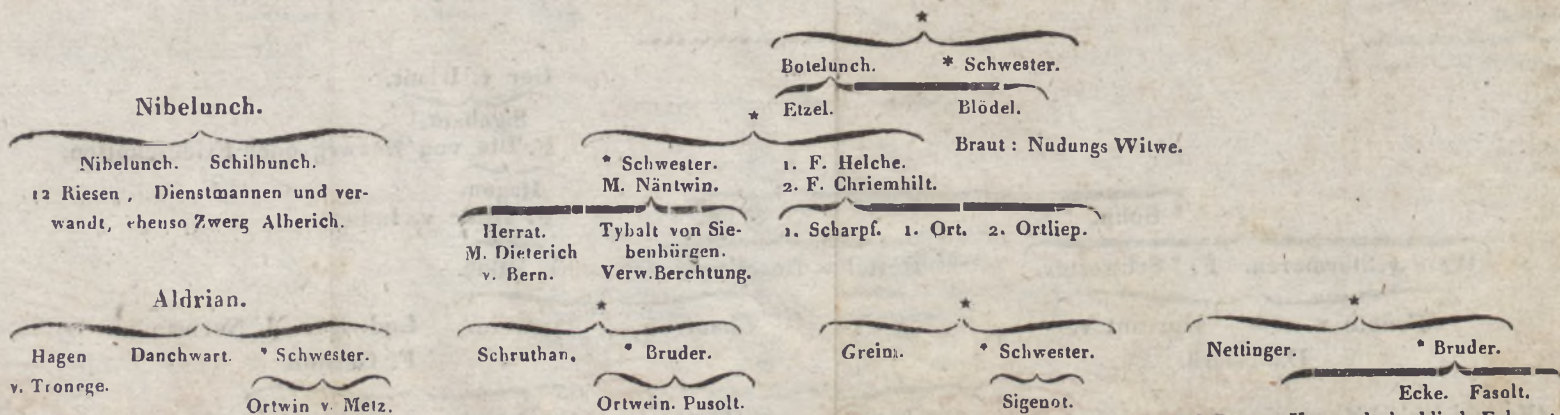 *
Botelunch. * Schwester.
Etzel. Blödel.
Braut: Nudungs Witwe.
Nibelunch.
Nibelunch. Schilbunch.
12 Riesen, Dienstmannen und ver-
wandt, ebenso Zwerg Alberich.
*
* Schwester.
M. Näntwin.
1. F. Helche.
2. F. Chriemhilt.
Herrat.
M. Dieterich
v. Bern.
Tybalt von Sie-
benbürgen.
Verw. Berchtung.
1. Scharpf. 1. Ort. 2. Ortliep.
Aldrian.
Hagen
v. Tronege.
Danchwart. * Schwester.
Ortwin v. Metz.
*
Schruthan. * Bruder.
Ortwein. Pusolt.
*
Grein. * Schwester.
Sigenot.
*
Nettinger. * Bruder.
Ecke. Fasolt.